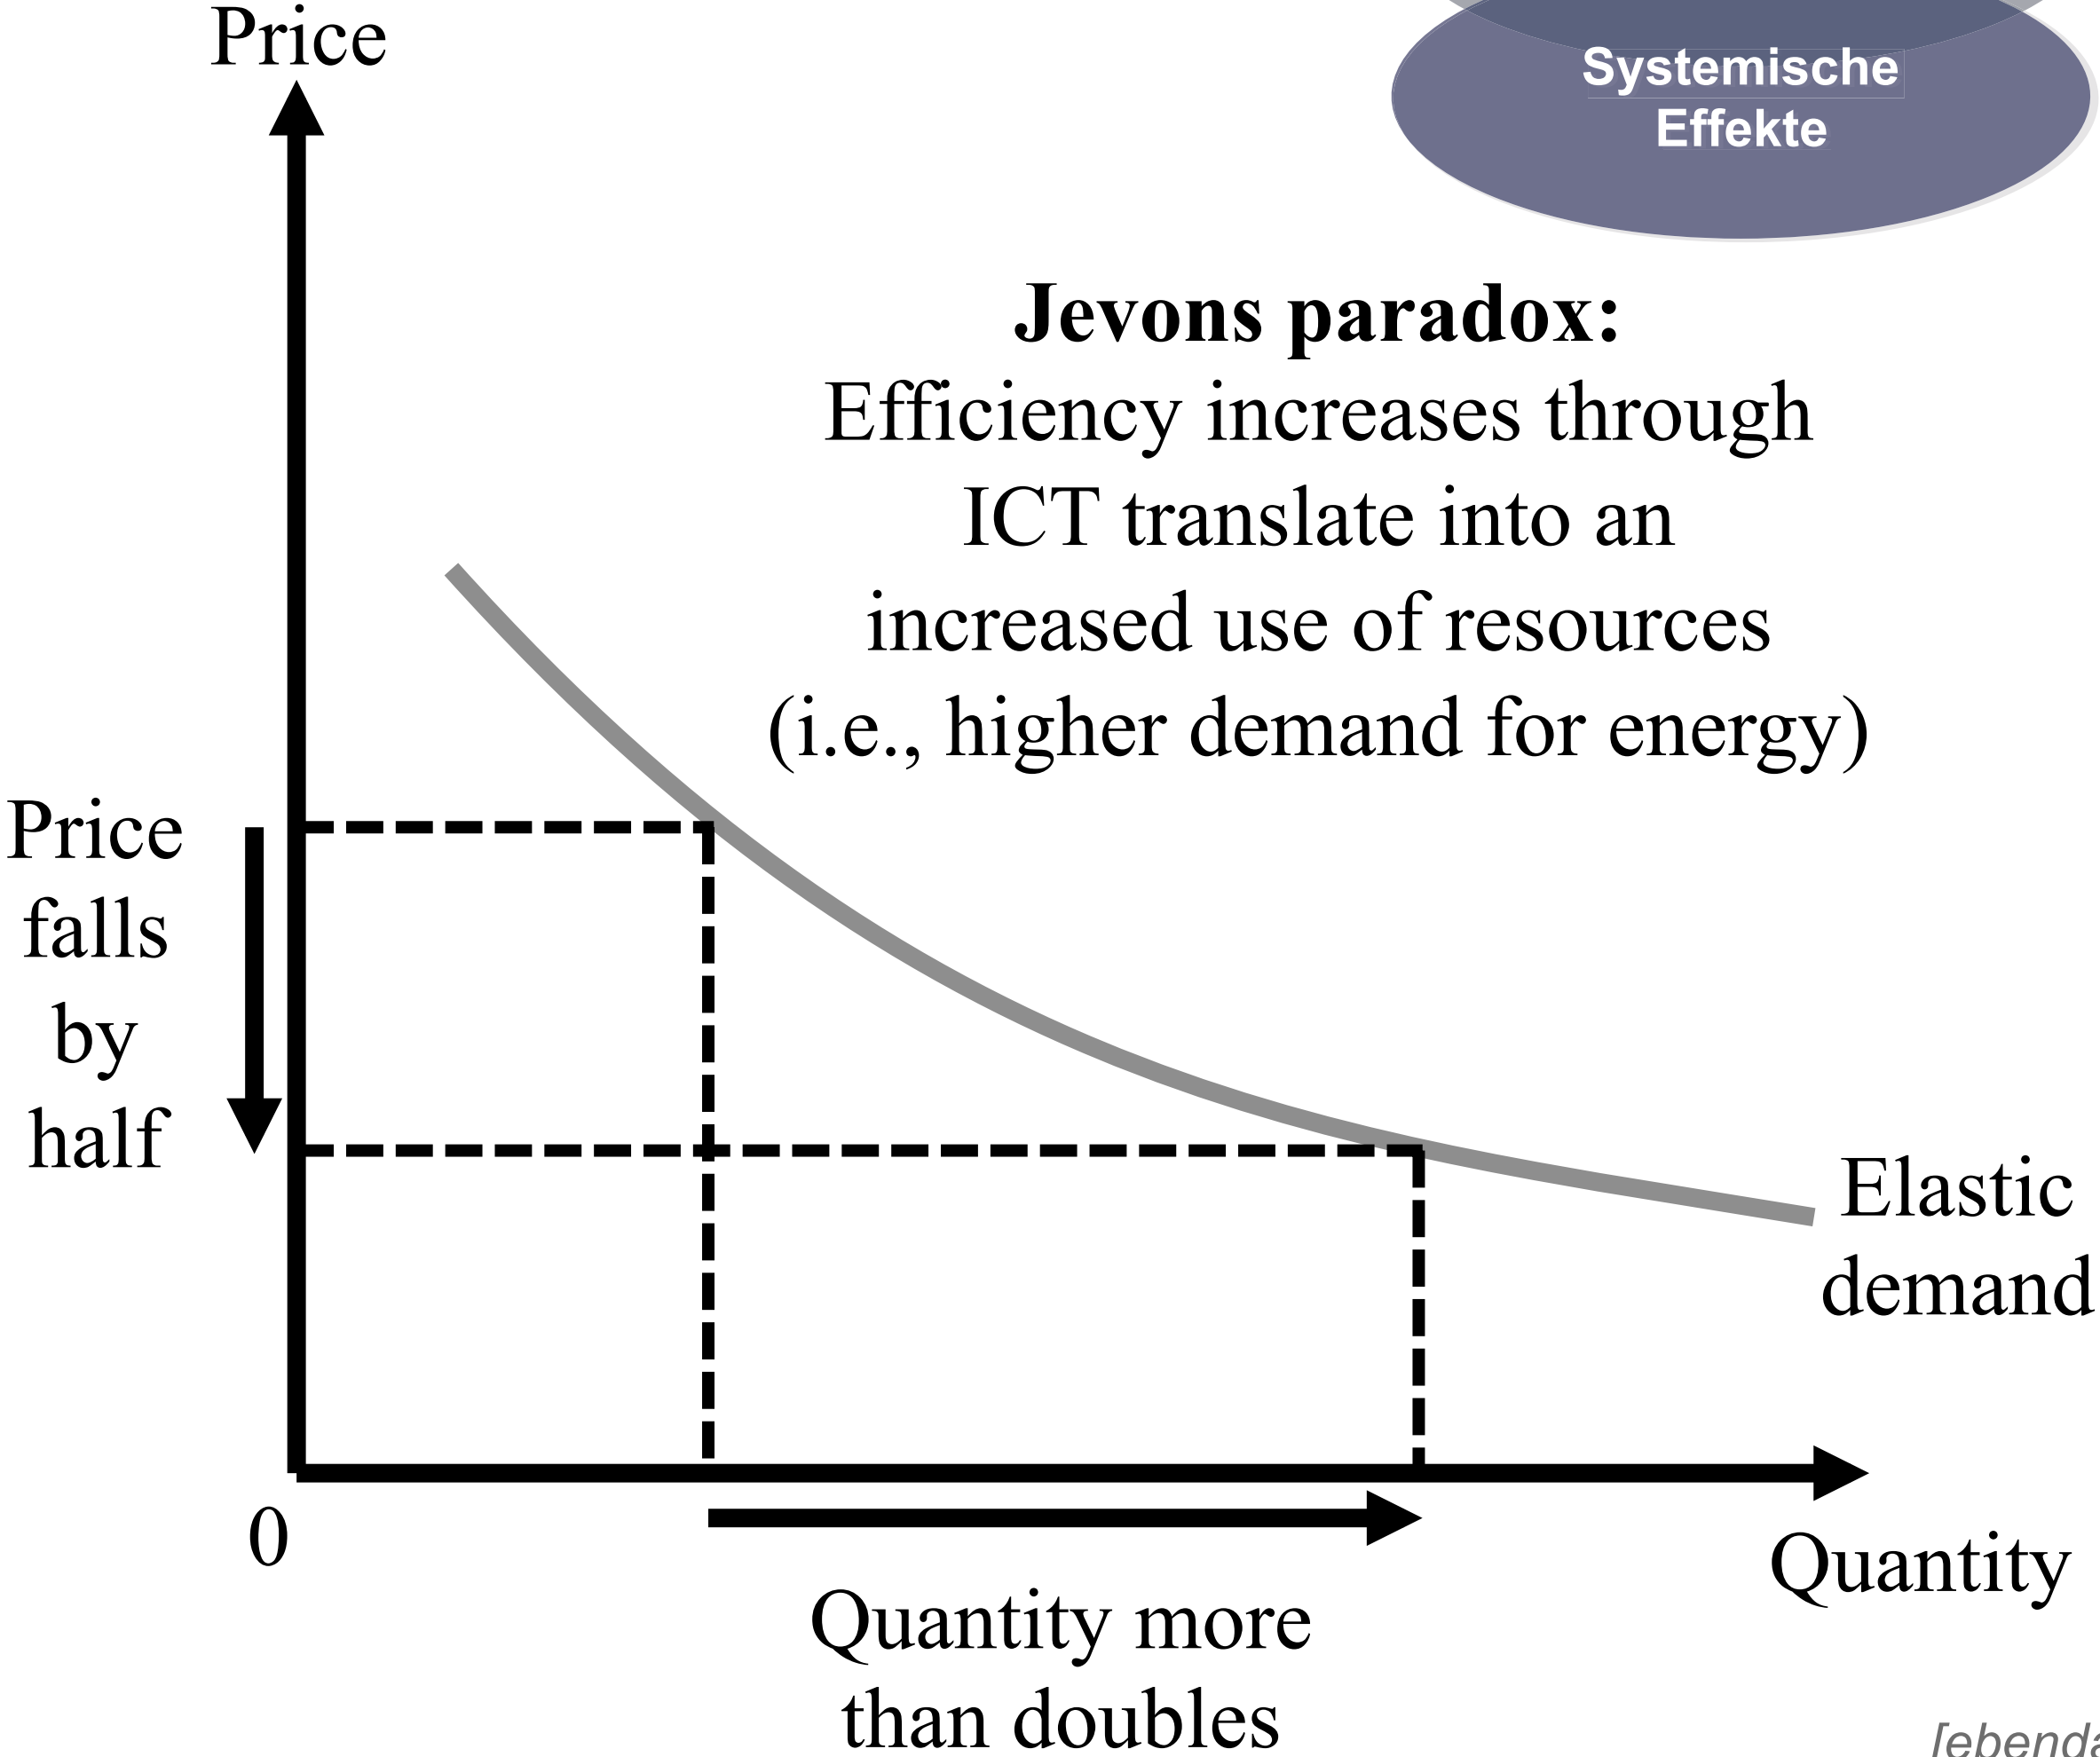 Price
Systemische
Effekte
Jevons paradox:
Efficiency increases through
ICT translate into an
increased use of resources
(i.e., higher demand for energy)
Price
falls
by
half
Elastic
demand
0
Quantity
Quantity more
than doubles